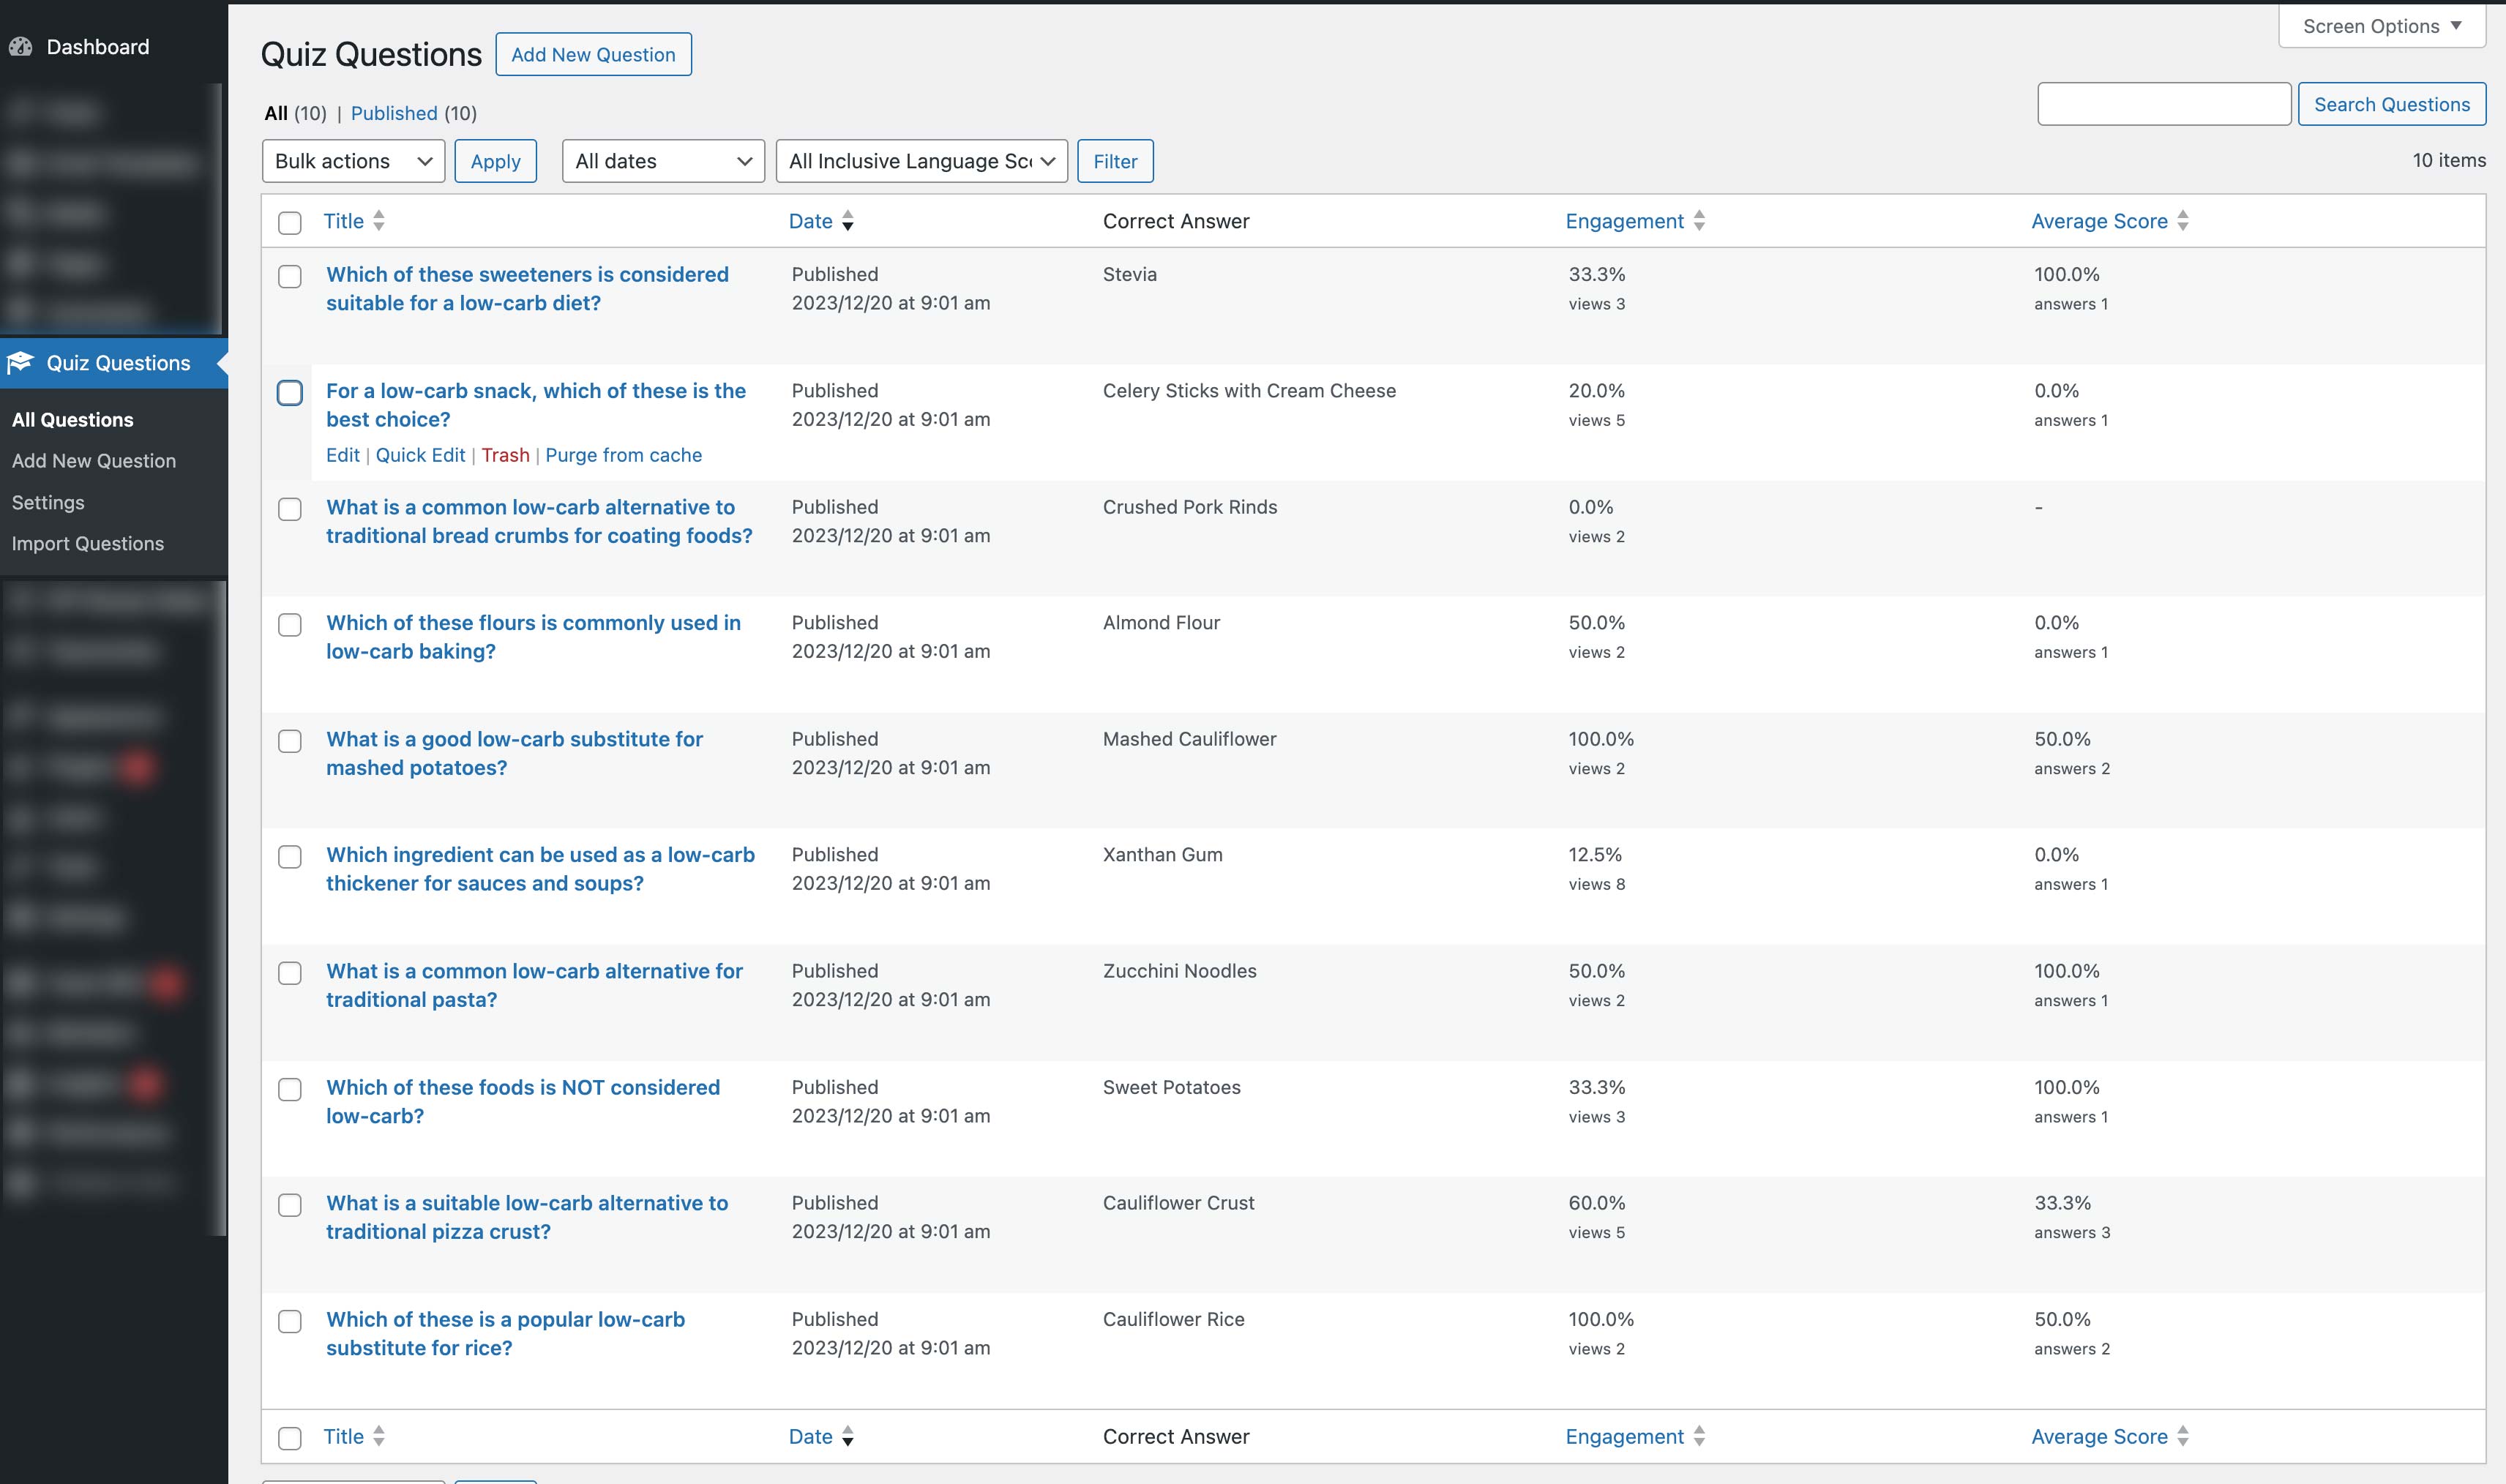 Dashboard
Quiz Questions
All Questions
Add New Question
Settings
Import Questions
Screen Options
Quiz Questions
Add New Question
All (10) | Published (10)
Search Questions
Bulk actions
Apply
All dates
All Inclusive Language Sc
Filter
10 items
Title
Date
Correct Answer
Engagement
Average Score
Which of these sweeteners is considered
suitable for a low-carb diet?
Published
2023/12/20 at 9:01 am
Stevia
33.3%
views 3
100.0%
answers 1
For a low-carb snack, which of these is the
best choice?
Edit | Quick Edit | Trash | Purge from cache
Published
2023/12/20 at 9:01 am
Celery Sticks with Cream Cheese
20.0%
views 5
0.0%
answers 1
What is a common low-carb alternative to
traditional bread crumbs for coating foods?
Published
2023/12/20 at 9:01 am
Crushed Pork Rinds
0.0%
views 2
-
Which of these flours is commonly used in
low-carb baking?
Published
2023/12/20 at 9:01 am
Almond Flour
50.0%
views 2
0.0%
answers 1
What is a good low-carb substitute for
mashed potatoes?
Published
2023/12/20 at 9:01 am
Mashed Cauliflower
100.0%
views 2
50.0%
answers 2
Which ingredient can be used as a low-carb
thickener for sauces and soups?
Published
2023/12/20 at 9:01 am
Xanthan Gum
12.5%
views 8
0.0%
answers 1
What is a common low-carb alternative for
traditional pasta?
Published
2023/12/20 at 9:01 am
Zucchini Noodles
50.0%
views 2
100.0%
answers 1
Which of these foods is NOT considered
low-carb?
Published
2023/12/20 at 9:01 am
Sweet Potatoes
33.3%
views 3
100.0%
answers 1
What is a suitable low-carb alternative to
traditional pizza crust?
Published
2023/12/20 at 9:01 am
Cauliflower Crust
60.0%
views 5
33.3%
answers 3
Which of these is a popular low-carb
substitute for rice?
Published
2023/12/20 at 9:01 am
Cauliflower Rice
100.0%
views 2
50.0%
answers 2
Title
Date
Correct Answer
Engagement
Average Score